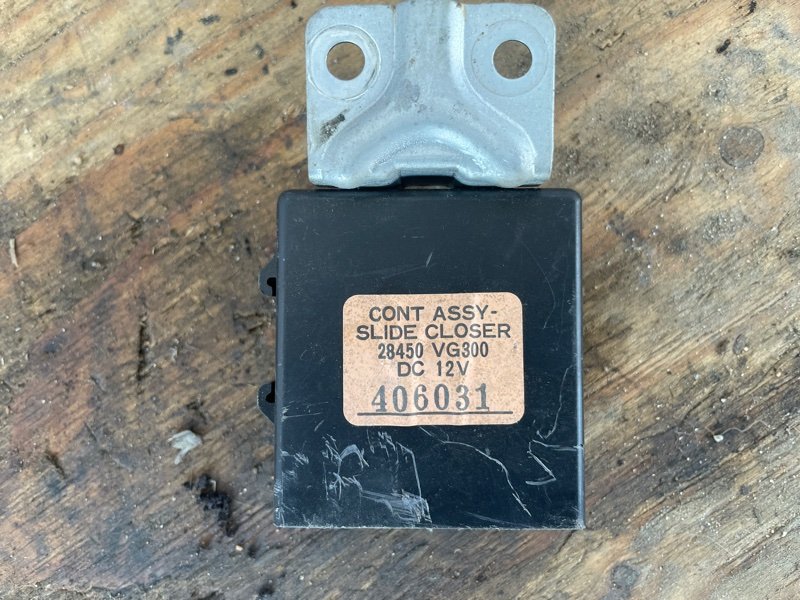 CONT ASSY-
SLIDE CLOSER
28450 VG300
DC 12V
406031